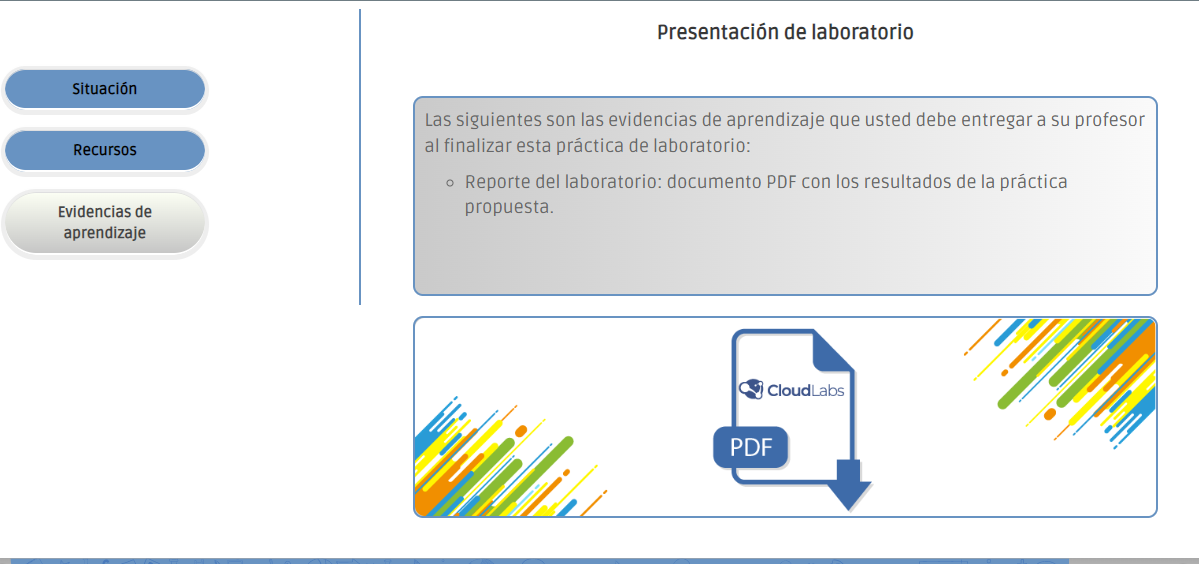 Presentación de laboratorio
Situación
Recursos
Evidencias de
aprendizaje
Las siguientes son las evidencias de aprendizaje que usted debe entregar a su profesor
al finalizar esta práctica de laboratorio:
Reporte del laboratorio: documento PDF con los resultados de la práctica
propuesta.
CloudLabs
PDF